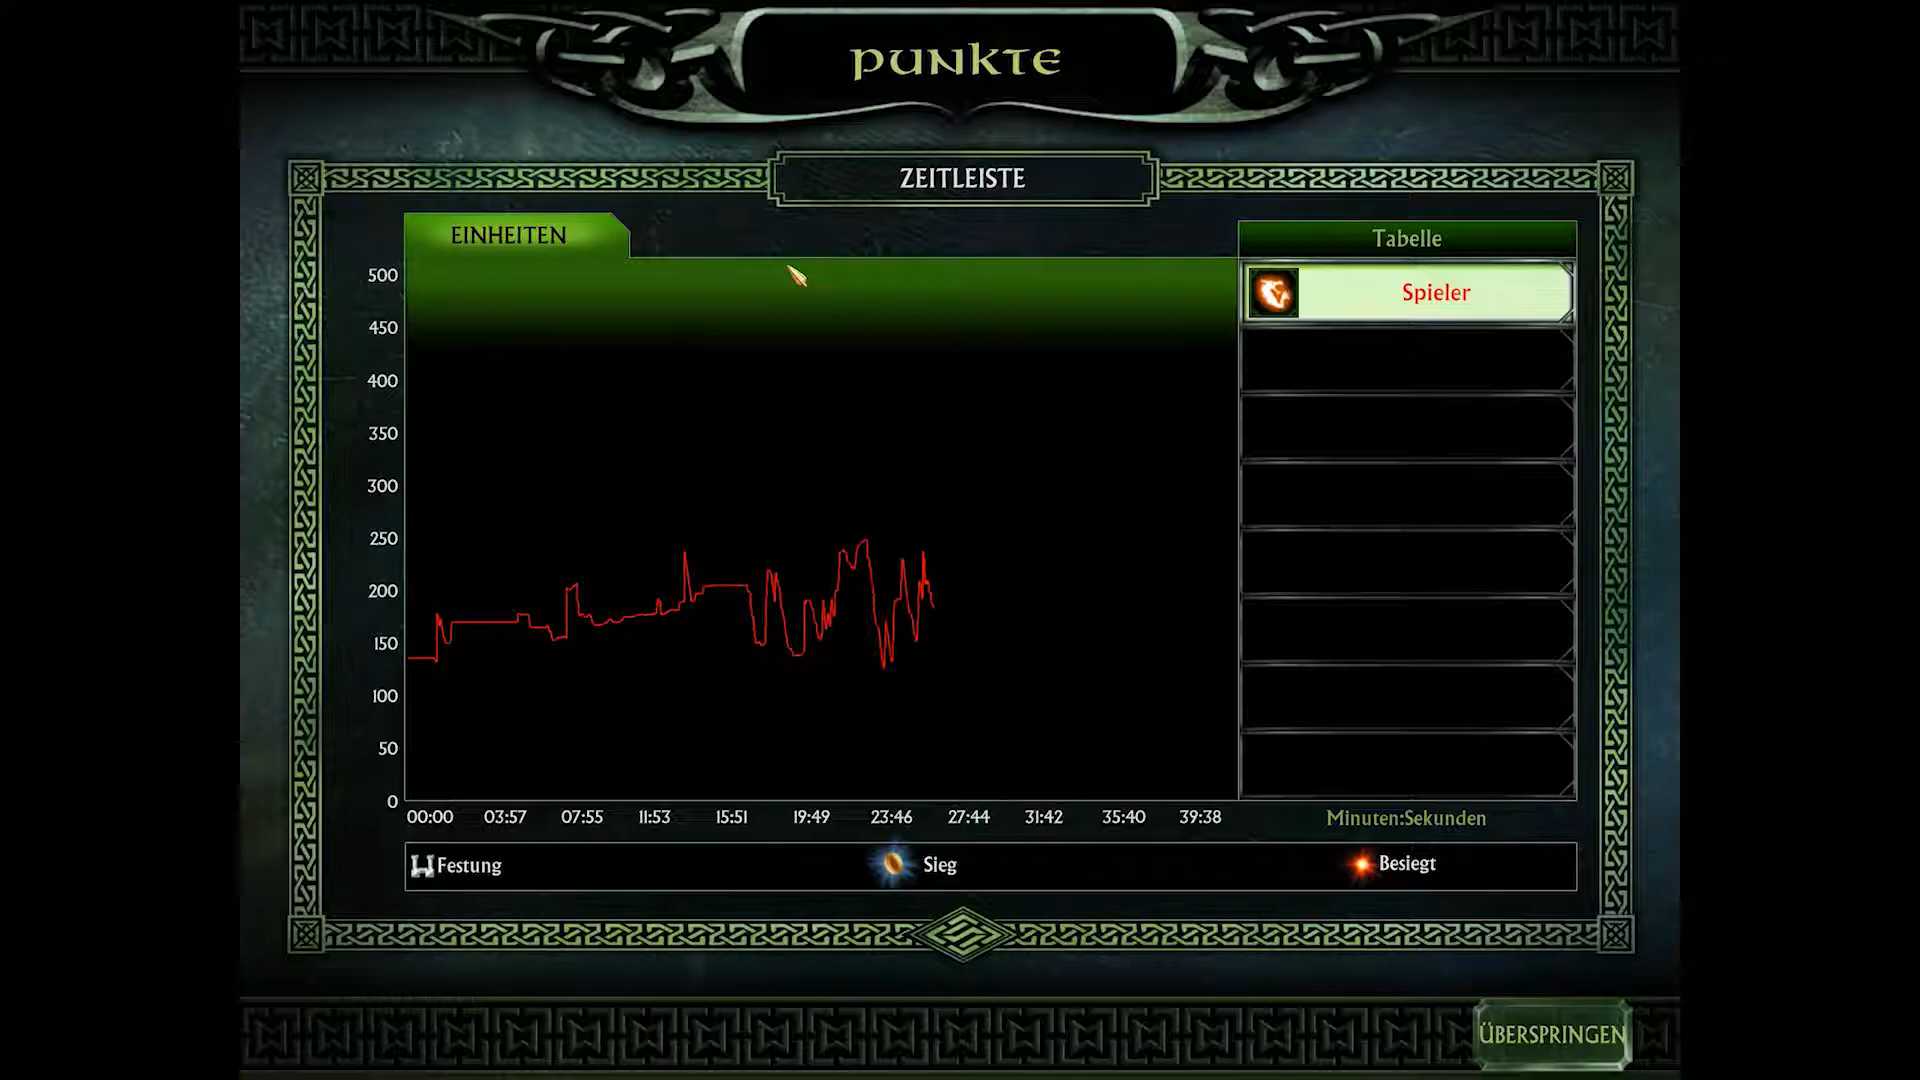 PUNKTE
ZEITLEISTE
EINHEITEN
Tabelle
Spieler
500
450
400
350
300
250
200
150
100
50
0
00:00 03:57 07:55 11:53 15:51 19:49 23:46 27:44 31:42 35:40 39:38
Minuten:Sekunden
Festung Sieg Besiegt
ÜBERSPRINGEN